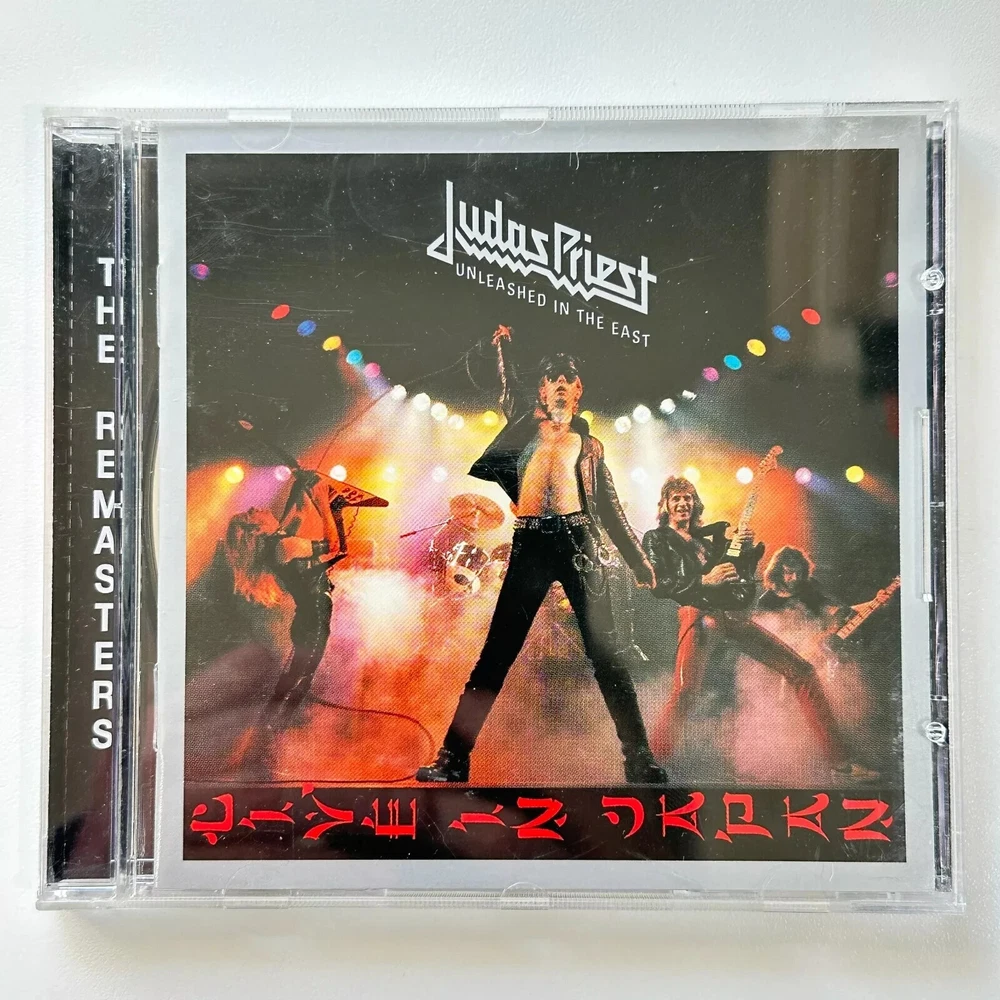 THE REMASTERS
Judas Priest
UNLEASHED IN THE EAST
LIVE IN JAPAN